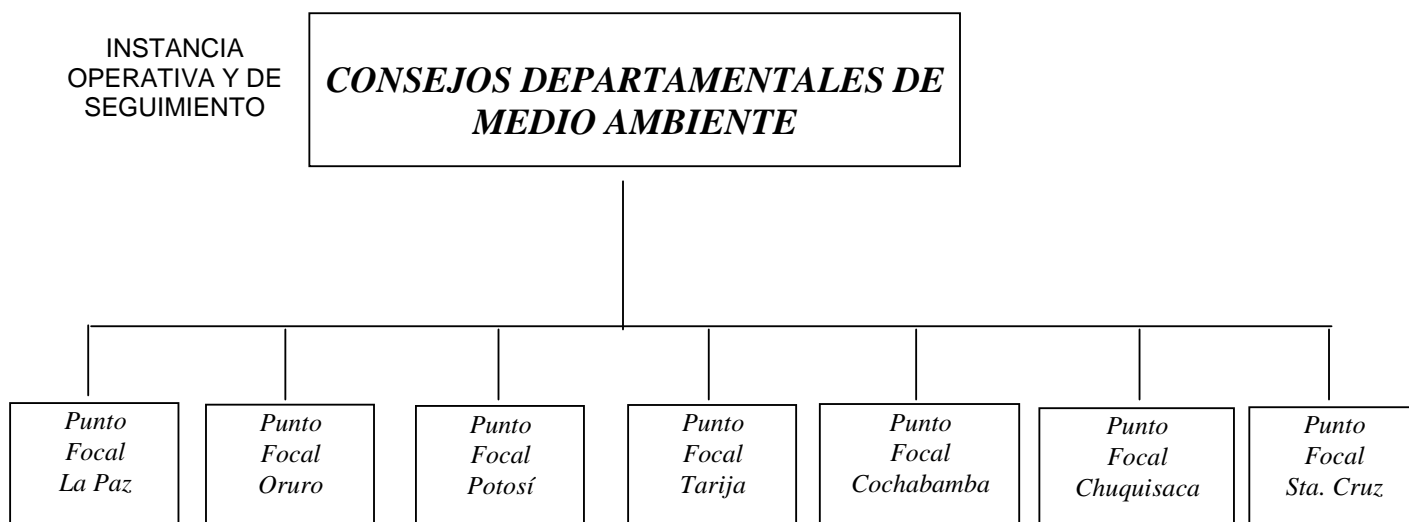 INSTANCIA
OPERATIVA Y DE
SEGUIMIENTO
CONSEJOS DEPARTAMENTALES DE
MEDIO AMBIENTE
Punto
Focal
La Paz
Punto
Focal
Oruro
Punto
Focal
Potosí
Punto
Focal
Tarija
Punto
Focal
Cochabamba
Punto
Focal
Chuquisaca
Punto
Focal
Sta. Cruz